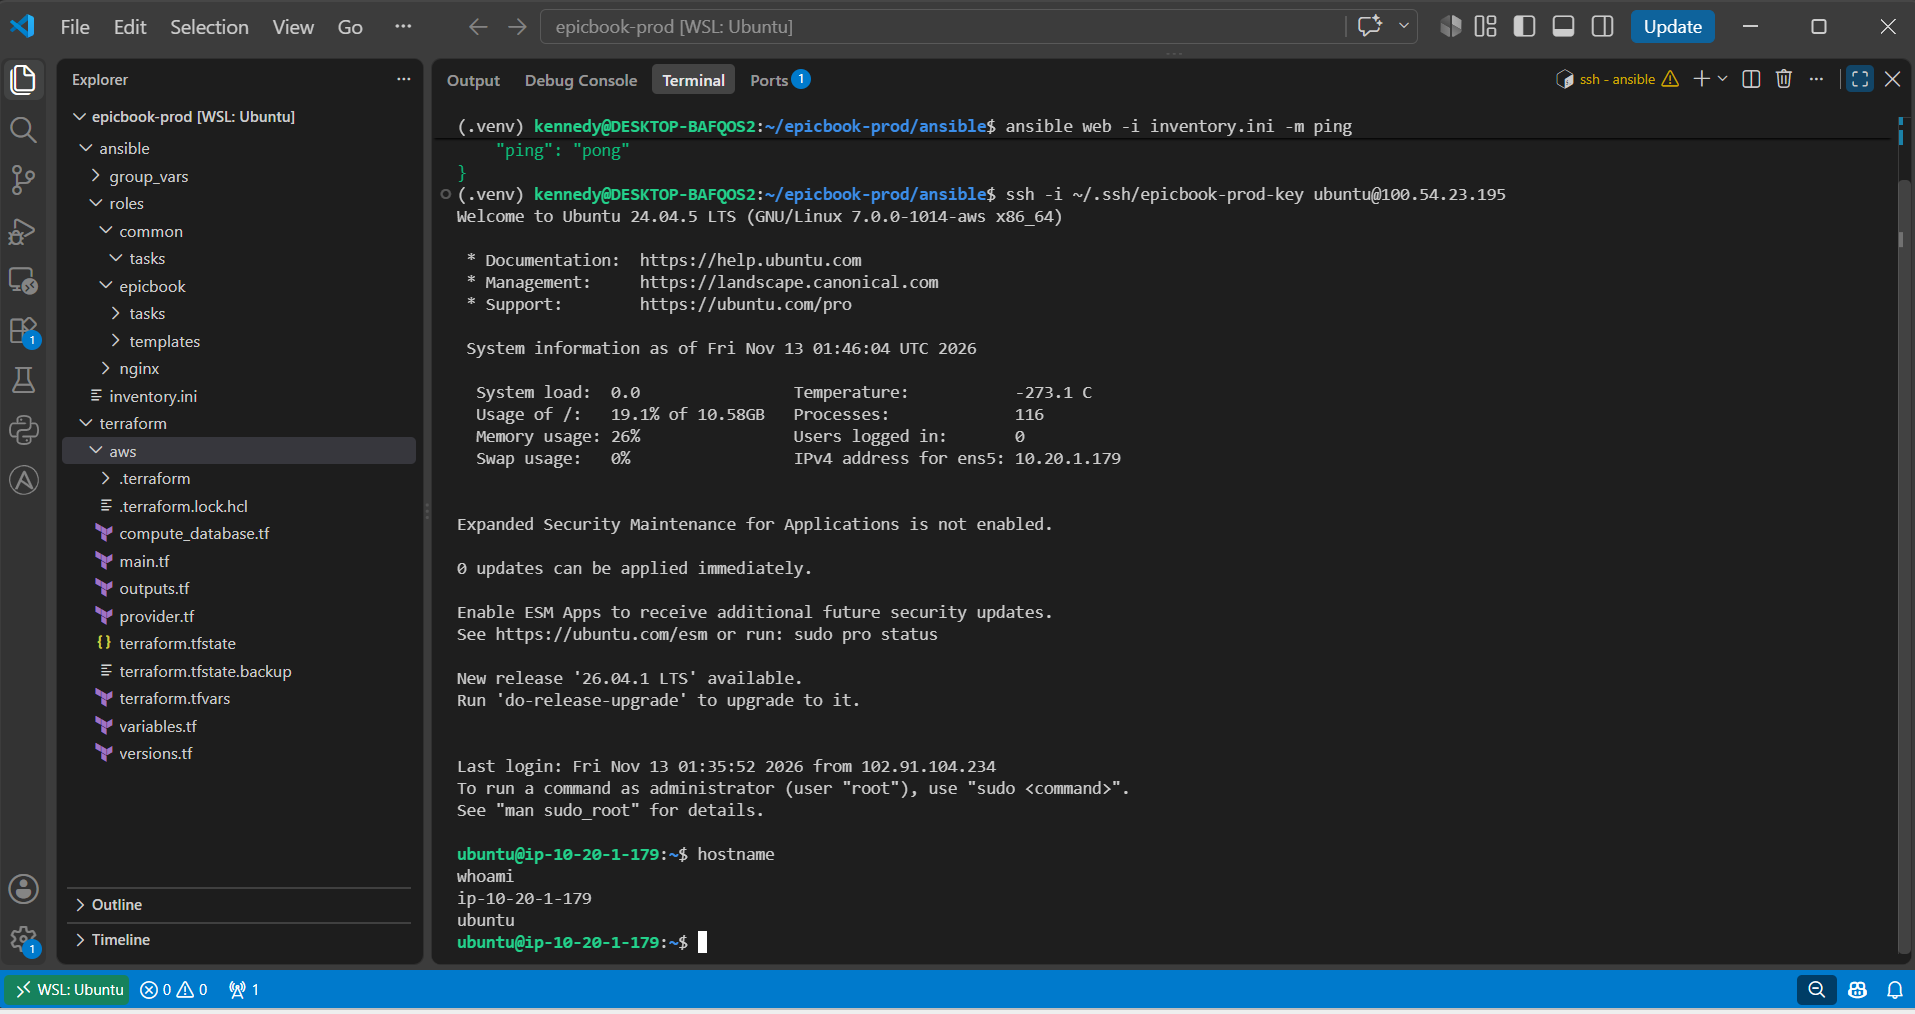 File Edit Selection View Go ···
epicbook-prod [WSL: Ubuntu]
Update
Explorer
epicbook-prod [WSL: Ubuntu]
ansible
group_vars
roles
common
tasks
epicbook
tasks
templates
nginx
inventory.ini
terraform
aws
.terraform
.terraform.lock.hcl
compute_database.tf
main.tf
outputs.tf
provider.tf
terraform.tfstate
terraform.tfstate.backup
terraform.tfvars
variables.tf
versions.tf
Outline
Timeline
1
1
Output Debug Console Terminal Ports 1
ssh - ansible
(.venv) kennedy@DESKTOP-BAFQOS2:~/epicbook-prod/ansible$ ansible web -i inventory.ini -m ping
"ping": "pong"
}
(.venv) kennedy@DESKTOP-BAFQOS2:~/epicbook-prod/ansible$ ssh -i ~/.ssh/epicbook-prod-key ubuntu@100.54.23.195
Welcome to Ubuntu 24.04.5 LTS (GNU/Linux 7.0.0-1014-aws x86_64)
* Documentation: https://help.ubuntu.com
* Management: https://landscape.canonical.com
* Support: https://ubuntu.com/pro
System information as of Fri Nov 13 01:46:04 UTC 2026
System load: 0.0 Temperature: -273.1 C
Usage of /: 19.1% of 10.58GB Processes: 116
Memory usage: 26% Users logged in: 0
Swap usage: 0% IPv4 address for ens5: 10.20.1.179
Expanded Security Maintenance for Applications is not enabled.
0 updates can be applied immediately.
Enable ESM Apps to receive additional future security updates.
See https://ubuntu.com/esm or run: sudo pro status
New release '26.04.1 LTS' available.
Run 'do-release-upgrade' to upgrade to it.
Last login: Fri Nov 13 01:35:52 2026 from 102.91.104.234
To run a command as administrator (user "root"), use "sudo <command>".
See "man sudo_root" for details.
ubuntu@ip-10-20-1-179:~$ hostname
whoami
ip-10-20-1-179
ubuntu
ubuntu@ip-10-20-1-179:~$
WSL: Ubuntu 0 0 1